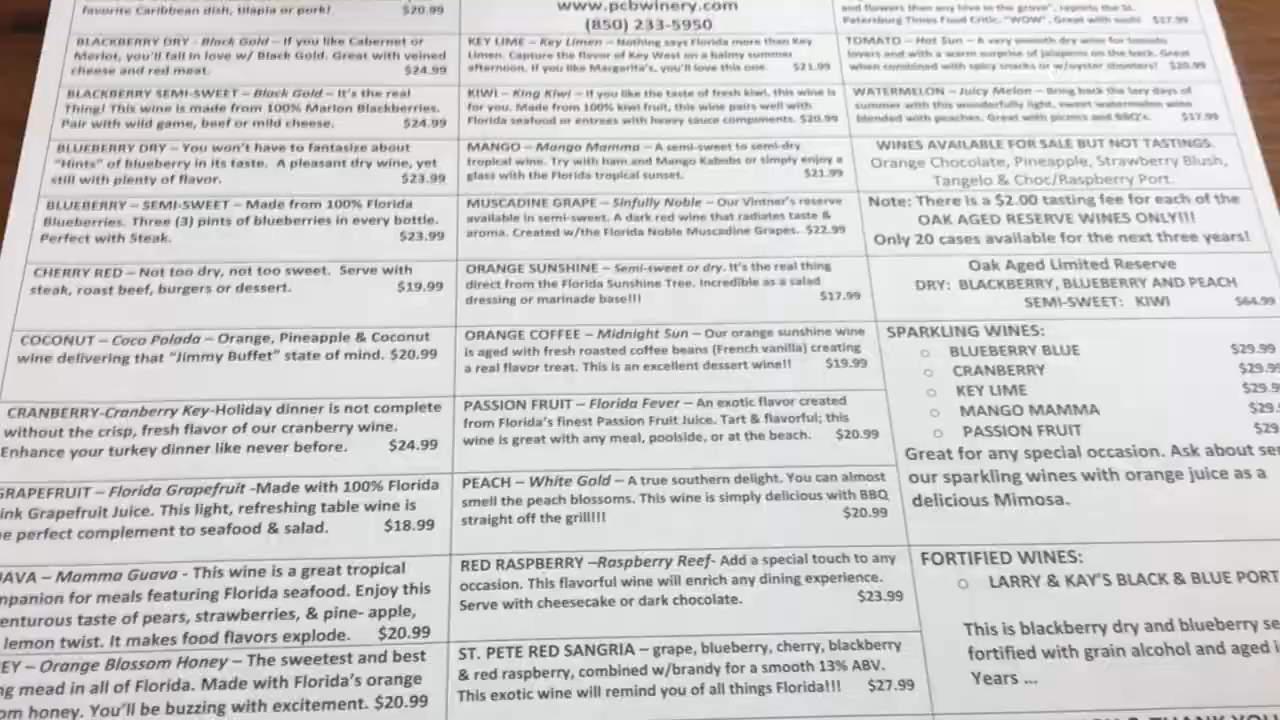 favorite Caribbean dish, tilapia or pork! $20.99
BLACKBERRY DRY - Black Gold – If you like Cabernet or
Merlot, you'll fall in love w/ Black Gold. Great with veined
cheese and red meat. $24.99
BLACKBERRY SEMI-SWEET – Black Gold – It's the real
Thing! This wine is made from 100% Marion Blackberries.
Pair with wild game, beef or mild cheese. $24.99
BLUEBERRY DRY – You won't have to fantasize about
"Hints" of blueberry in its taste. A pleasant dry wine, yet
still with plenty of flavor. $23.99
BLUEBERRY – SEMI-SWEET – Made from 100% Florida
Blueberries. Three (3) pints of blueberries in every bottle.
Perfect with Steak. $23.99
CHERRY RED – Not too dry, not too sweet. Serve with
steak, roast beef, burgers or dessert. $19.99
COCONUT – Coco Polada – Orange, Pineapple & Coconut
wine delivering that "Jimmy Buffet" state of mind. $20.99
CRANBERRY-Cranberry Key-Holiday dinner is not complete
without the crisp, fresh flavor of our cranberry wine.
Enhance your turkey dinner like never before. $24.99
GRAPEFRUIT – Florida Grapefruit -Made with 100% Florida
ink Grapefruit Juice. This light, refreshing table wine is
e perfect complement to seafood & salad. $18.99
AVA – Mamma Guava - This wine is a great tropical
mpanion for meals featuring Florida seafood. Enjoy this
enturous taste of pears, strawberries, & pine- apple,
lemon twist. It makes food flavors explode. $20.99
EY – Orange Blossom Honey – The sweetest and best
ng mead in all of Florida. Made with Florida's orange
om honey. You'll be buzzing with excitement. $20.99
www.pcbwinery.com
(850) 233-5950
KEY LIME – Key Limen – Nothing says Florida more than Key
Limen. Capture the flavor of Key West on a balmy summer
afternoon. If you like Margarita's, you'll love this one. $21.99
KIWI – King Kiwi – If you like the taste of fresh kiwi, this wine is
for you. Made from 100% kiwi fruit, this wine pairs well with
Florida seafood or entrees with heavy sauce components. $20.99
MANGO – Mango Mamma – A semi-sweet to semi-dry
tropical wine. Try with ham and Mango Kabobs or simply enjoy a
glass with the Florida tropical sunset. $21.99
MUSCADINE GRAPE – Sinfully Noble – Our Vintner's reserve
available in semi-sweet. A dark red wine that radiates taste &
aroma. Created w/the Florida Noble Muscadine Grapes. $22.99
ORANGE SUNSHINE – Semi-sweet or dry. It's the real thing
direct from the Florida Sunshine Tree. Incredible as a salad
dressing or marinade base!!! $17.99
ORANGE COFFEE – Midnight Sun – Our orange sunshine wine
is aged with fresh roasted coffee beans (French vanilla) creating
a real flavor treat. This is an excellent dessert wine!! $19.99
PASSION FRUIT – Florida Fever – An exotic flavor created
from Florida's finest Passion Fruit Juice. Tart & flavorful; this
wine is great with any meal, poolside, or at the beach. $20.99
PEACH – White Gold – A true southern delight. You can almost
smell the peach blossoms. This wine is simply delicious with BBQ
straight off the grill!!! $20.99
RED RASPBERRY –Raspberry Reef- Add a special touch to any
occasion. This flavorful wine will enrich any dining experience.
Serve with cheesecake or dark chocolate. $23.99
ST. PETE RED SANGRIA – grape, blueberry, cherry, blackberry
& red raspberry, combined w/brandy for a smooth 13% ABV.
This exotic wine will remind you of all things Florida!!! $27.99
and flowers than any hive in the grove", reports the St.
Petersburg Times Food Critic. "WOW", Great with sushi $17.99
TOMATO – Hot Sun – A very smooth dry wine for tomato
lovers and with a warm surprise of jalapeno on the back. Great
when combined with spicy snacks or w/oyster shooters! $20.99
WATERMELON – Juicy Melon – Bring back the lazy days of
summer with this wonderfully light, sweet watermelon wine
blended with peaches. Great with picnics and BBQ's. $17.99
WINES AVAILABLE FOR SALE BUT NOT TASTINGS.
Orange Chocolate, Pineapple, Strawberry Blush,
Tangelo & Choc/Raspberry Port.
Note: There is a $2.00 tasting fee for each of the
OAK AGED RESERVE WINES ONLY!!!
Only 20 cases available for the next three years!
Oak Aged Limited Reserve
DRY: BLACKBERRY, BLUEBERRY AND PEACH
SEMI-SWEET: KIWI $64.99
SPARKLING WINES:
○ BLUEBERRY BLUE $29.99
○ CRANBERRY $29.99
○ KEY LIME $29.9
○ MANGO MAMMA $29.
○ PASSION FRUIT $29
Great for any special occasion. Ask about ser
our sparkling wines with orange juice as a
delicious Mimosa.
FORTIFIED WINES:
○ LARRY & KAY'S BLACK & BLUE PORT
This is blackberry dry and blueberry se
fortified with grain alcohol and aged i
Years ...